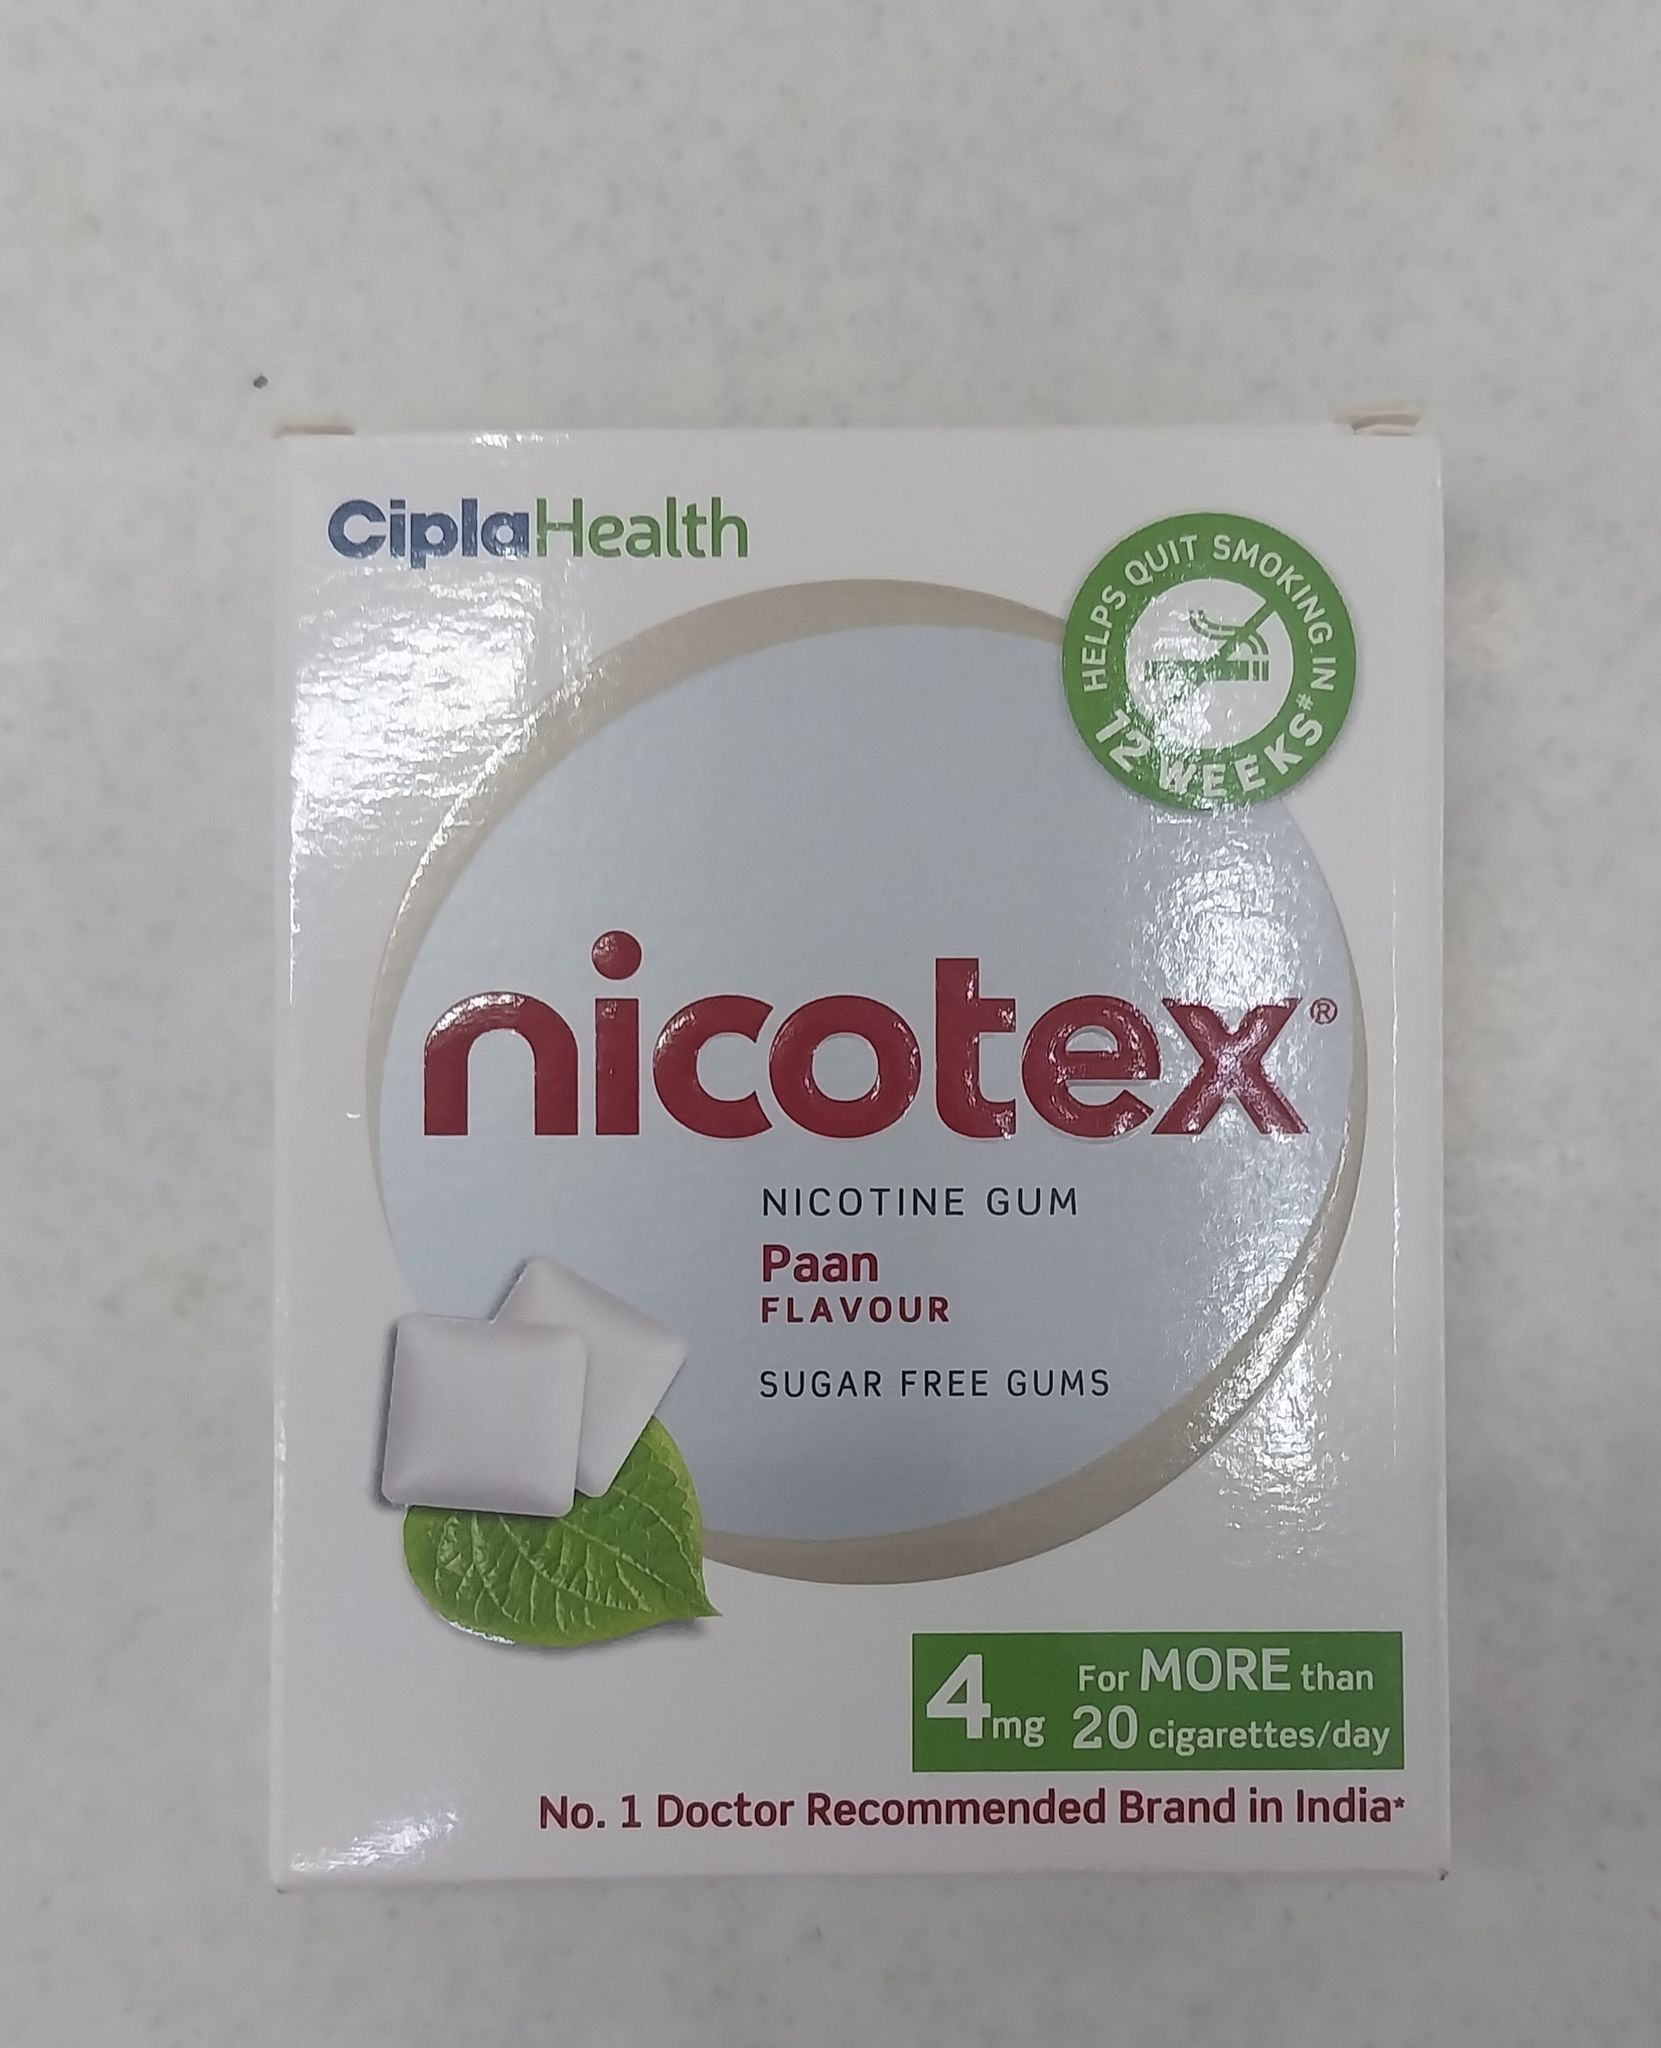 CiplaHealth
HELPS QUIT SMOKING IN
12 WEEKS#
nicotex®
NICOTINE GUM
Paan
FLAVOUR
SUGAR FREE GUMS
4mg
For MORE than
20 cigarettes/day
No. 1 Doctor Recommended Brand in India*